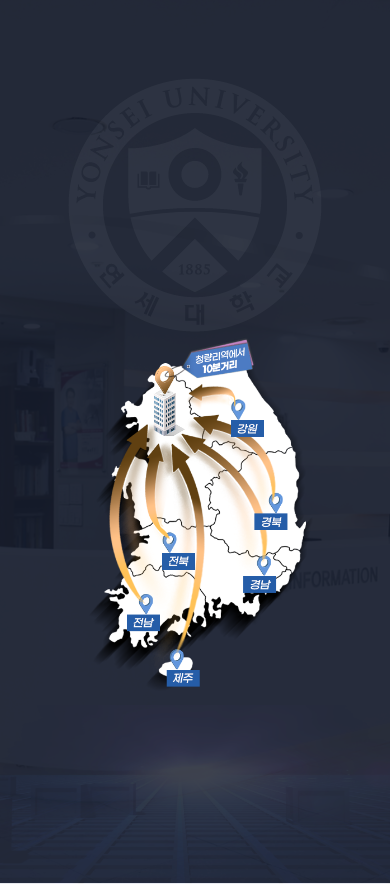 YONSEI UNIVERSITY
1885
연세대학교
청량리역에서
10분거리
강원
경북
전북
경남
INFORMATION
전남
제주